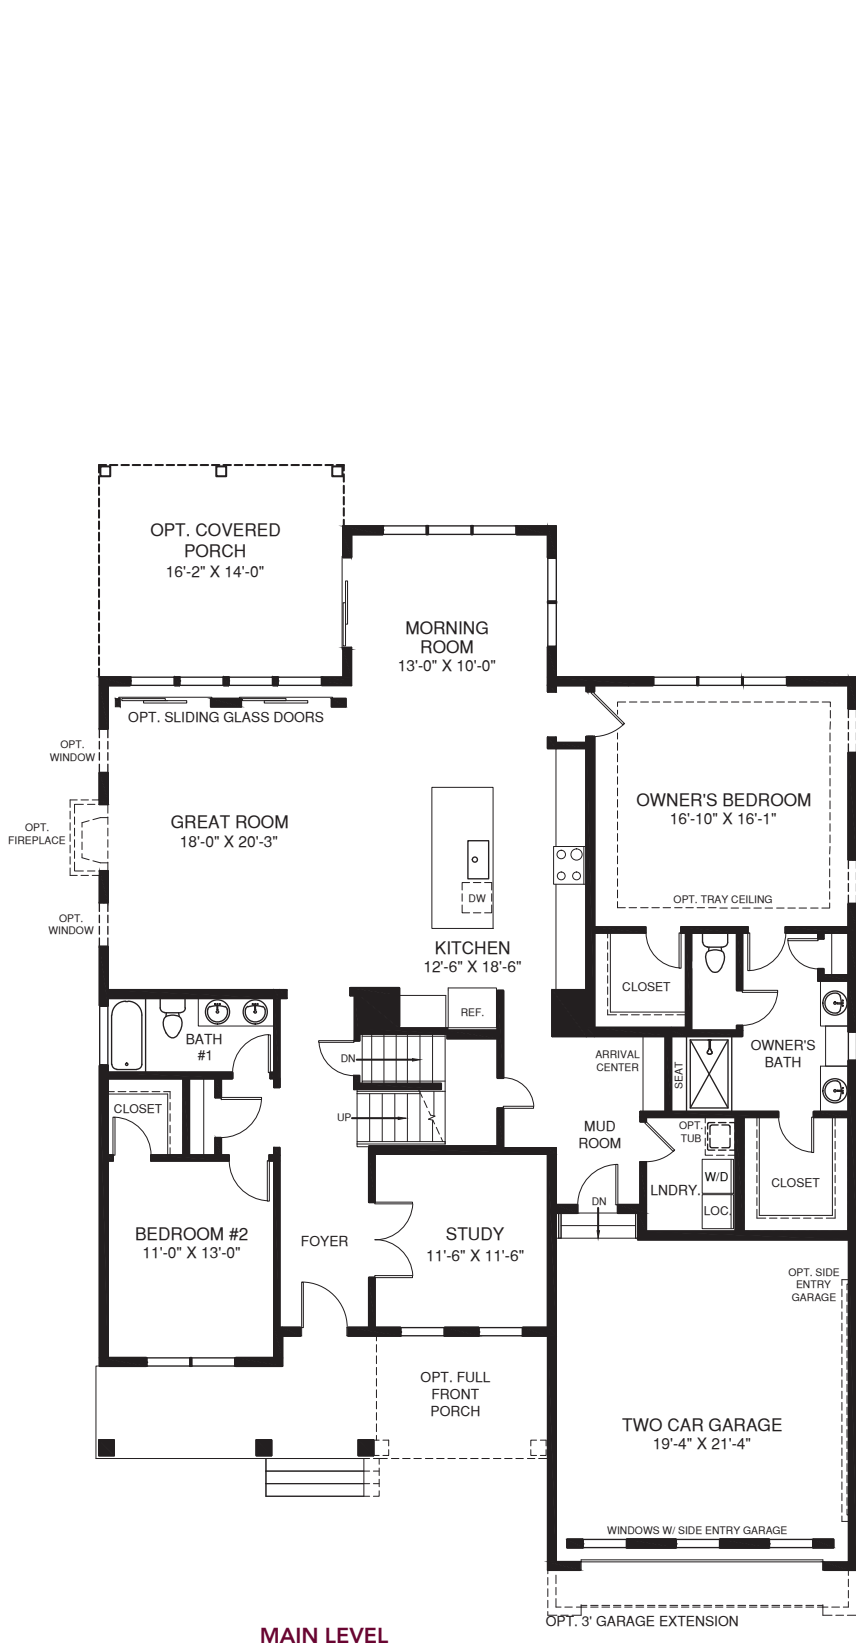 OPT. COVERED
PORCH
16'-2" X 14'-0"
MORNING
ROOM
13'-0" X 10'-0"
OPT. SLIDING GLASS DOORS
OPT.
WINDOW
OPT.
FIREPLACE
OPT.
WINDOW
GREAT ROOM
18'-0" X 20'-3"
OWNER'S BEDROOM
16'-10" X 16'-1"
OPT. TRAY CEILING
DW
KITCHEN
12'-6" X 18'-6"
REF.
CLOSET
BATH
#1
DN
UP
ARRIVAL
CENTER
SEAT
OWNER'S
BATH
CLOSET
MUD
ROOM
OPT.
TUB
W/D
LNDRY.
LOC.
CLOSET
DN
BEDROOM #2
11'-0" X 13'-0"
FOYER
STUDY
11'-6" X 11'-6"
OPT. SIDE
ENTRY
GARAGE
OPT. FULL
FRONT
PORCH
TWO CAR GARAGE
19'-4" X 21'-4"
WINDOWS W/ SIDE ENTRY GARAGE
OPT. 3' GARAGE EXTENSION
MAIN LEVEL